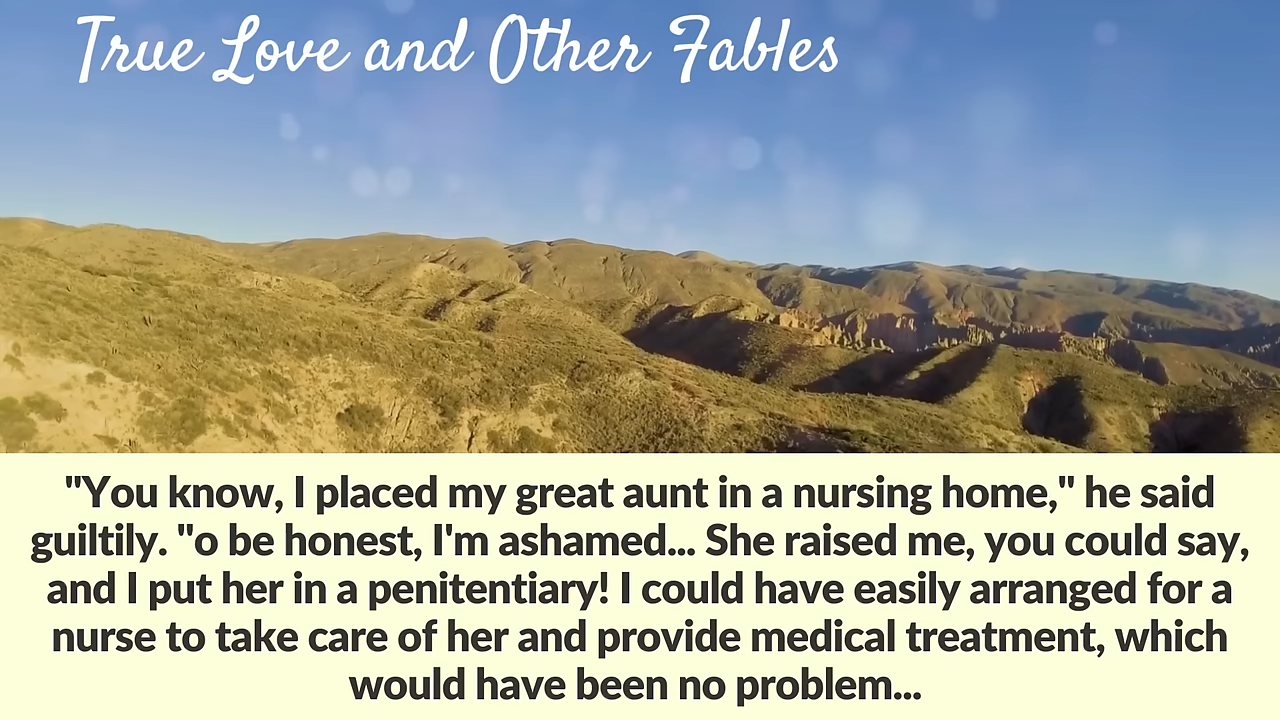 True Love and Other Fables
"You know, I placed my great aunt in a nursing home," he said
guiltily. "o be honest, I'm ashamed... She raised me, you could say,
and I put her in a penitentiary! I could have easily arranged for a
nurse to take care of her and provide medical treatment, which
would have been no problem...